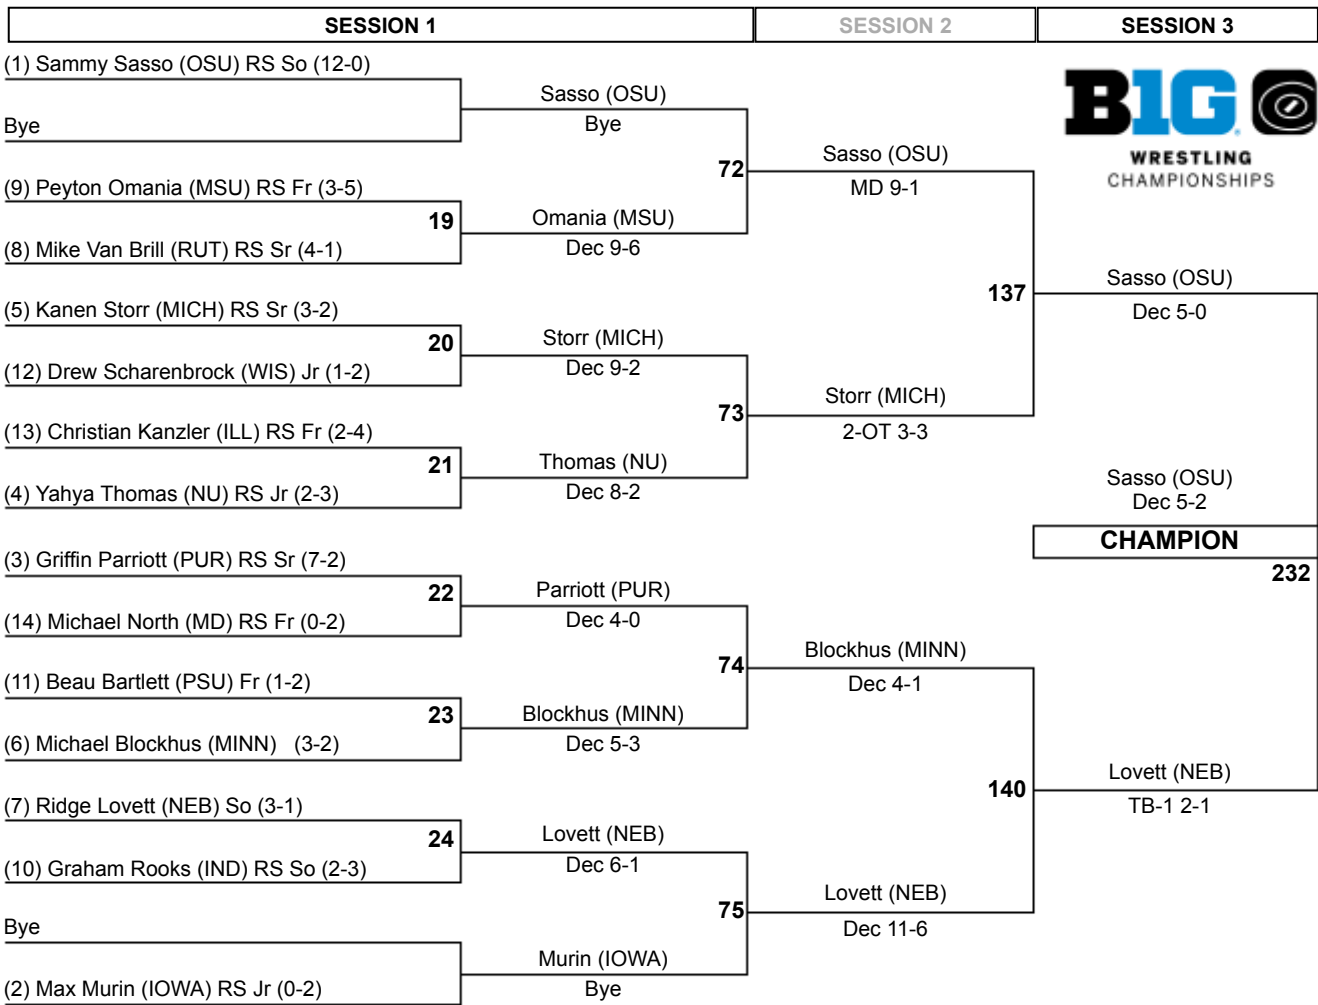 SESSION 1
SESSION 2
SESSION 3
(1) Sammy Sasso (OSU) RS So (12-0)
Bye
(9) Peyton Omania (MSU) RS Fr (3-5)
19
(8) Mike Van Brill (RUT) RS Sr (4-1)
(5) Kanen Storr (MICH) RS Sr (3-2)
20
(12) Drew Scharenbrock (WIS) Jr (1-2)
(13) Christian Kanzler (ILL) RS Fr (2-4)
21
(4) Yahya Thomas (NU) RS Jr (2-3)
(3) Griffin Parriott (PUR) RS Sr (7-2)
22
(14) Michael North (MD) RS Fr (0-2)
(11) Beau Bartlett (PSU) Fr (1-2)
23
(6) Michael Blockhus (MINN) (3-2)
(7) Ridge Lovett (NEB) So (3-1)
24
(10) Graham Rooks (IND) RS So (2-3)
Bye
(2) Max Murin (IOWA) RS Jr (0-2)
Sasso (OSU)
Bye
72
Omania (MSU)
Dec 9-6
Storr (MICH)
Dec 9-2
73
Thomas (NU)
Dec 8-2
Parriott (PUR)
Dec 4-0
74
Blockhus (MINN)
Dec 5-3
Lovett (NEB)
Dec 6-1
75
Murin (IOWA)
Bye
Sasso (OSU)
MD 9-1
137
Storr (MICH)
2-OT 3-3
Blockhus (MINN)
Dec 4-1
140
Lovett (NEB)
Dec 11-6
B1G
WRESTLING
CHAMPIONSHIPS
Sasso (OSU)
Dec 5-0
Sasso (OSU)
Dec 5-2
CHAMPION
232
Lovett (NEB)
TB-1 2-1